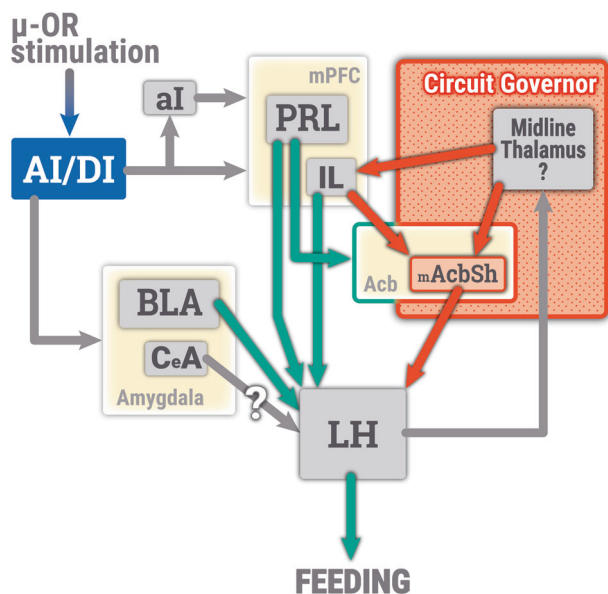 μ-OR
stimulation
mPFC
Circuit Governor
aI
PRL
Midline
Thalamus
?
AI/DI
IL
mAcbSh
Acb
BLA
CeA
Amygdala
?
LH
FEEDING